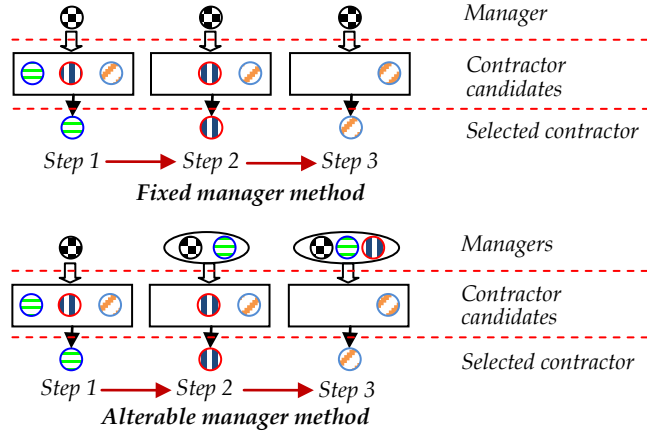 Manager
Contractor
candidates
Selected contractor
Step 1 Step 2 Step 3
Fixed manager method
Managers
Contractor
candidates
Selected contractor
Step 1 Step 2 Step 3
Alterable manager method